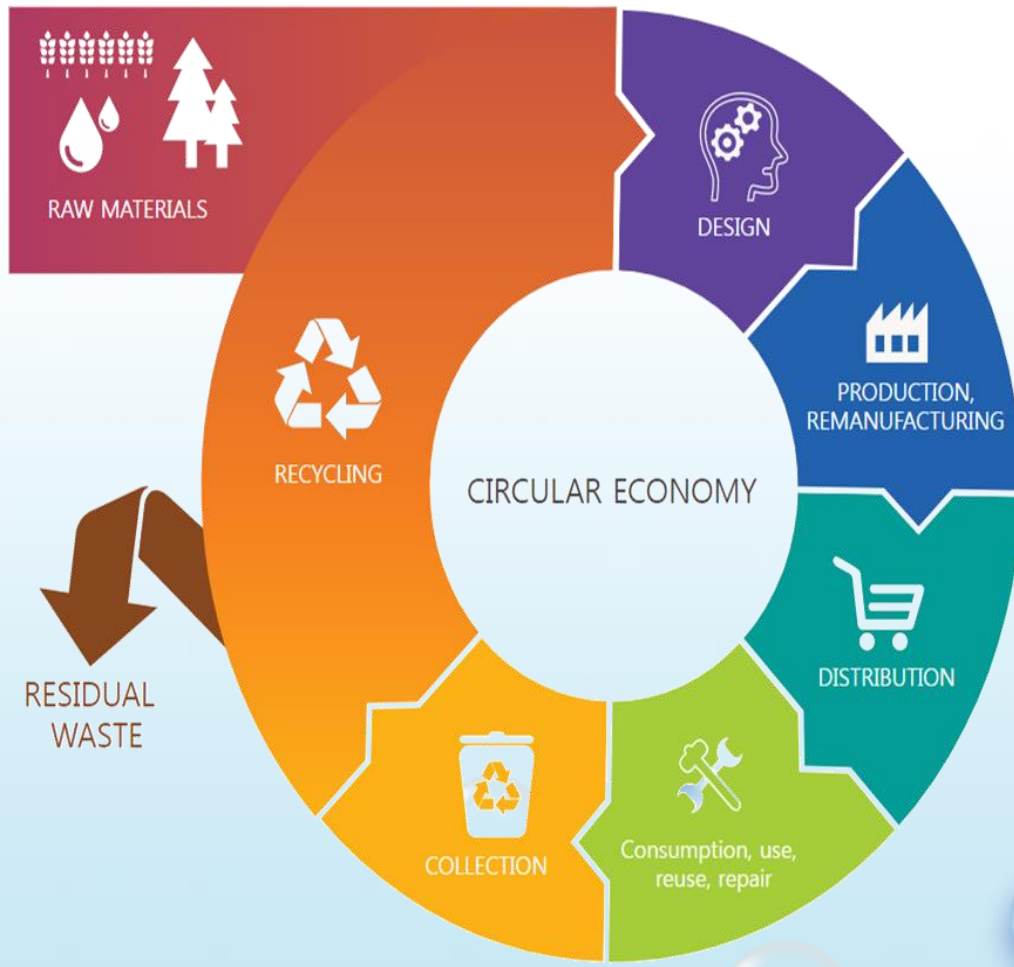 RAW MATERIALS
DESIGN
PRODUCTION,
REMANUFACTURING
DISTRIBUTION
Consumption, use,
reuse, repair
COLLECTION
RECYCLING
CIRCULAR ECONOMY
RESIDUAL
WASTE